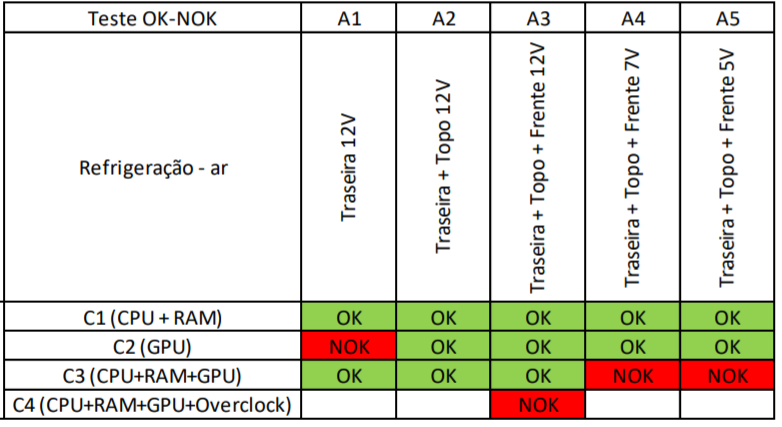 Teste OK-NOK A1 A2 A3 A4 A5
Refrigeração - ar
Traseira 12V
Traseira + Topo 12V
Traseira + Topo + Frente 12V
Traseira + Topo + Frente 7V
Traseira + Topo + Frente 5V
C1 (CPU + RAM) OK OK OK OK OK
C2 (GPU) NOK OK OK OK OK
C3 (CPU+RAM+GPU) OK OK OK NOK NOK
C4 (CPU+RAM+GPU+Overclock) NOK